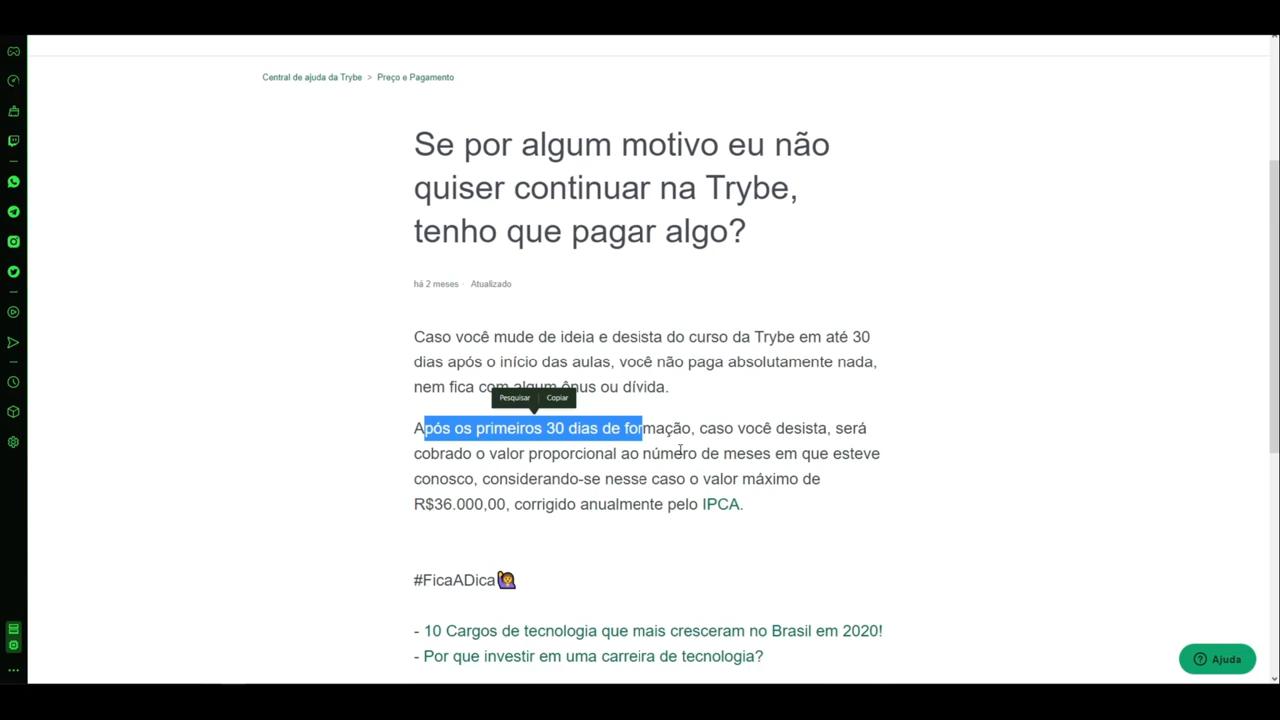 Central de ajuda da Trybe > Preço e Pagamento
Se por algum motivo eu não
quiser continuar na Trybe,
tenho que pagar algo?
há 2 meses · Atualizado
Caso você mude de ideia e desista do curso da Trybe em até 30
dias após o início das aulas, você não paga absolutamente nada,
nem fica com algum ônus ou dívida.
Pesquisar Copiar
Após os primeiros 30 dias de formação, caso você desista, será
cobrado o valor proporcional ao número de meses em que esteve
conosco, considerando-se nesse caso o valor máximo de
R$36.000,00, corrigido anualmente pelo IPCA.
#FicaADica🙋
- 10 Cargos de tecnologia que mais cresceram no Brasil em 2020!
- Por que investir em uma carreira de tecnologia?
Ajuda